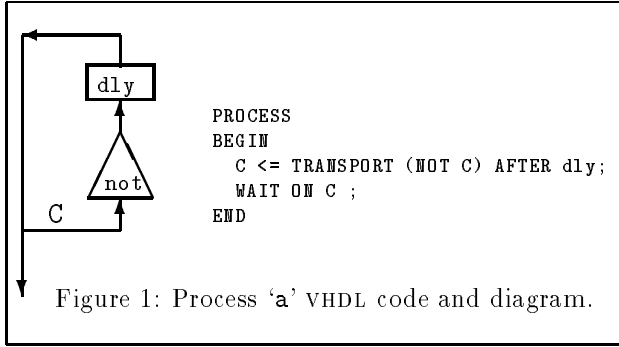 dly
not
C
PROCESS
BEGIN
C <= TRANSPORT (NOT C) AFTER dly;
WAIT ON C ;
END
Figure 1: Process ‘a’ VHDL code and diagram.